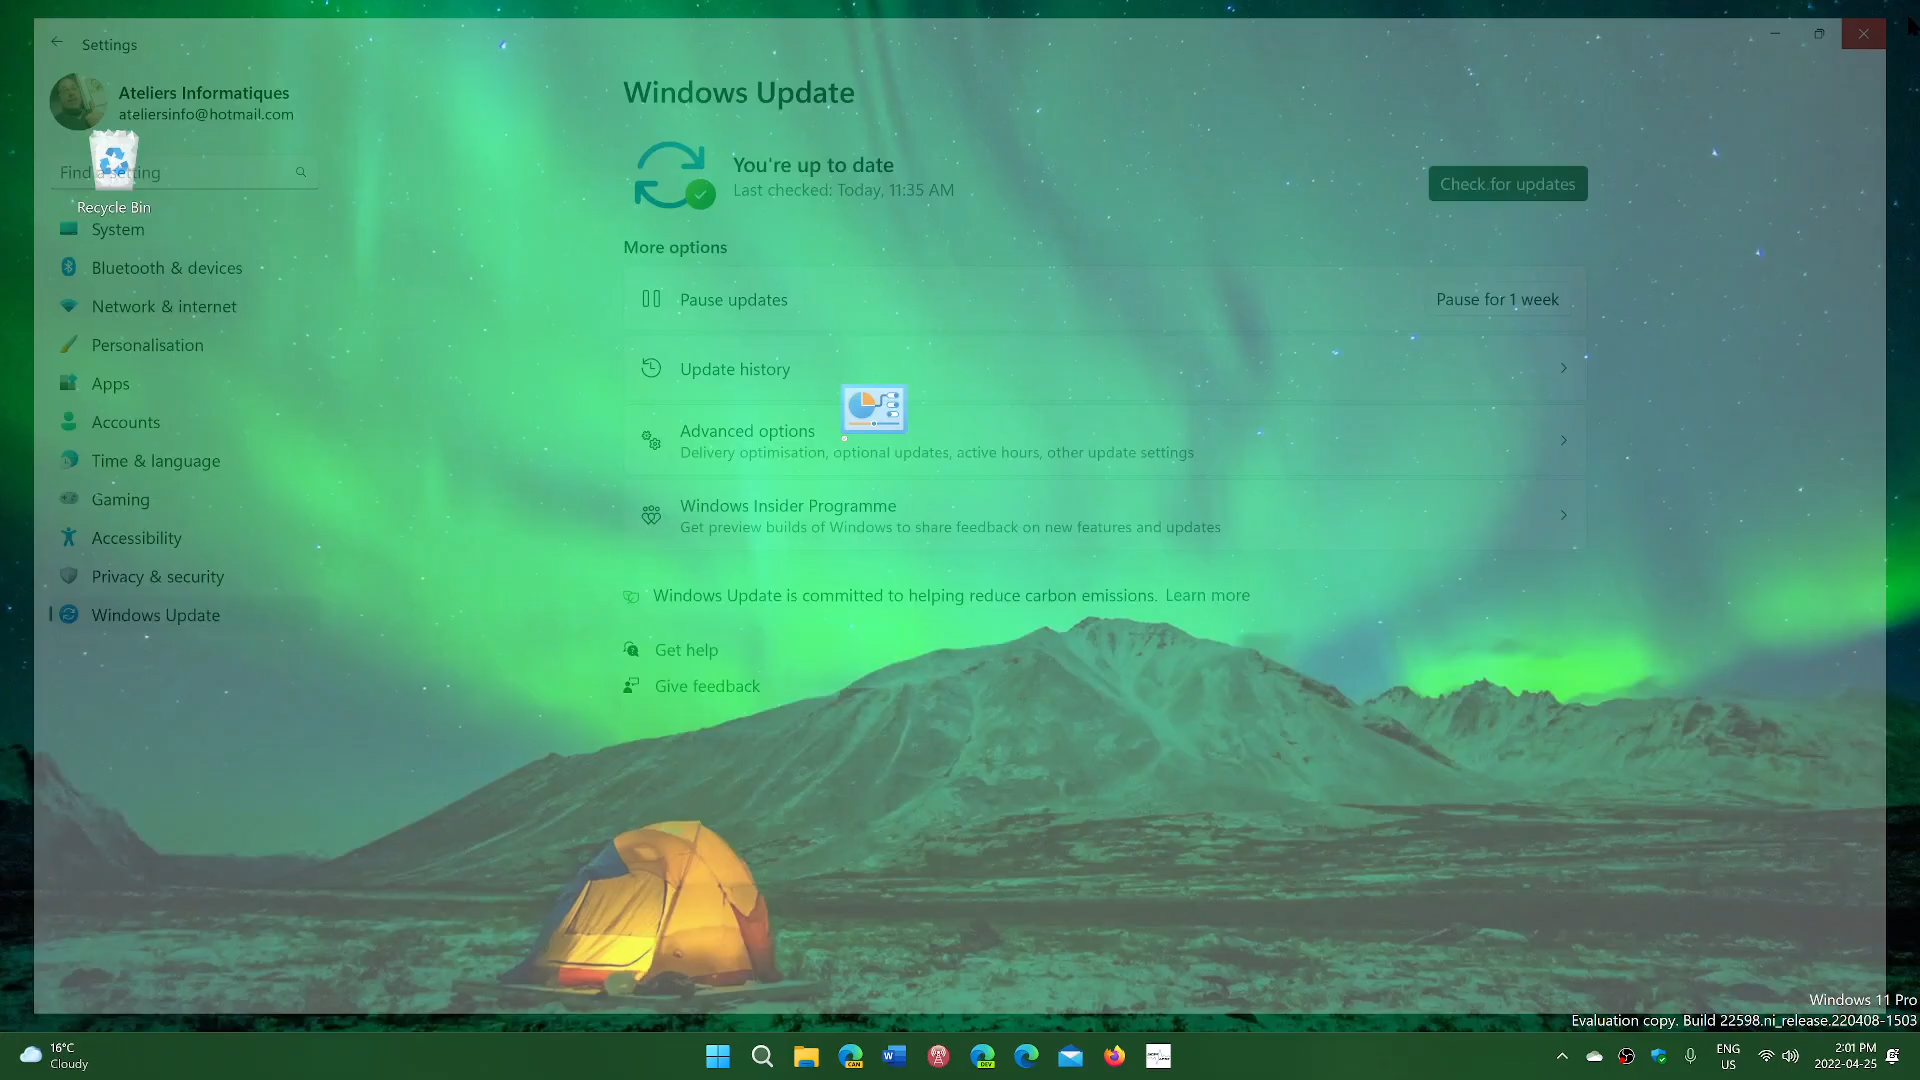 Settings
Ateliers Informatiques
ateliersinfo@hotmail.com
Find a setting
Recycle Bin
System
Bluetooth & devices
Network & internet
Personalisation
Apps
Accounts
Time & language
Gaming
Accessibility
Privacy & security
Windows Update
Windows Update
You're up to date
Last checked: Today, 11:35 AM
Check for updates
More options
Pause updates
Pause for 1 week
Update history
Advanced options
Delivery optimisation, optional updates, active hours, other update settings
Windows Insider Programme
Get preview builds of Windows to share feedback on new features and updates
Windows Update is committed to helping reduce carbon emissions. Learn more
Get help
Give feedback
Windows 11 Pro
Evaluation copy. Build 22598.ni_release.220408-1503
16°C
Cloudy
CAN
W
DEV
ENG
US
2:01 PM
2022-04-25